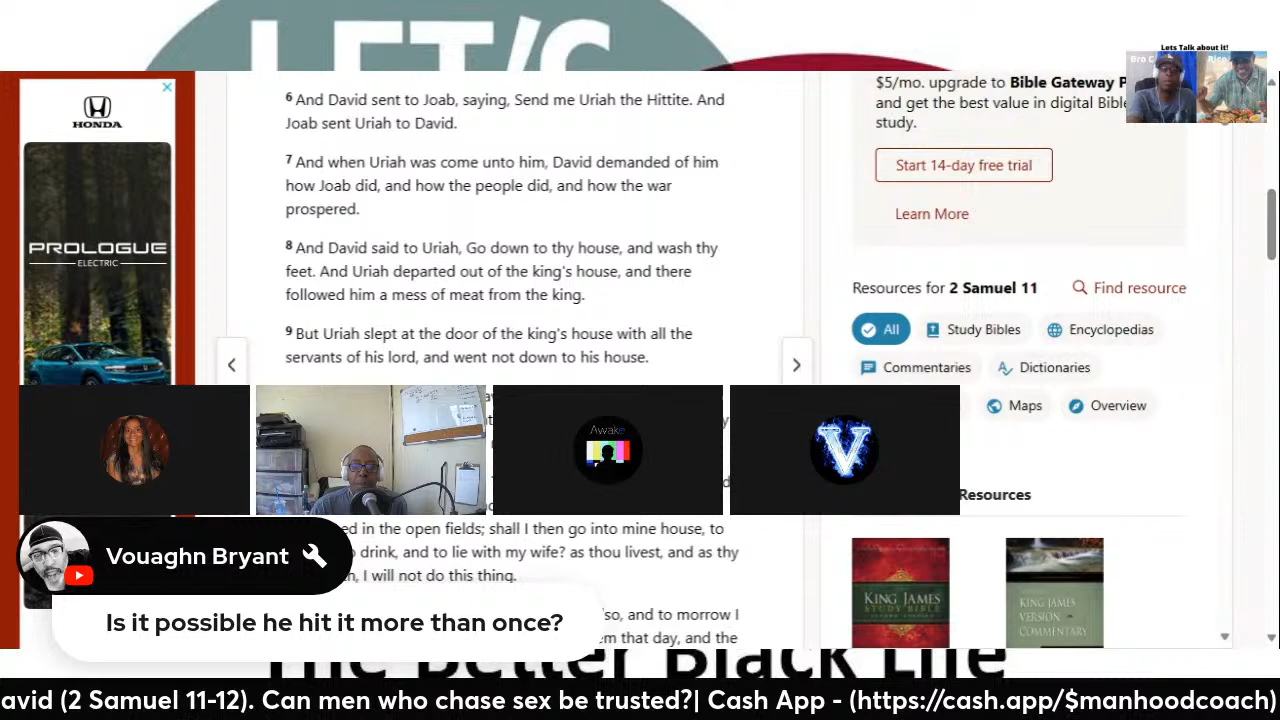 LET'S
Lets Talk about it!
Bro C
Rico
HONDA
PROLOGUE
ELECTRIC
6 And David sent to Joab, saying, Send me Uriah the Hittite. And
Joab sent Uriah to David.
7 And when Uriah was come unto him, David demanded of him
how Joab did, and how the people did, and how the war
prospered.
8 And David said to Uriah, Go down to thy house, and wash thy
feet. And Uriah departed out of the king's house, and there
followed him a mess of meat from the king.
9 But Uriah slept at the door of the king's house with all the
servants of his lord, and went not down to his house.
in the open fields; shall I then go into mine house, to
drink, and to lie with my wife? as thou livest, and as thy
I will not do this thing.
and to morrow I
that day, and the
$5/mo. upgrade to Bible Gateway
and get the best value in digital
study.
Start 14-day free trial
Learn More
Resources for 2 Samuel 11
Find resource
All
Study Bibles
Encyclopedias
Commentaries
Dictionaries
Maps
Overview
Resources
KING JAMES
STUDY BIBLE
KING JAMES
VERSION
COMMENTARY
Awake
V
Vouaghn Bryant
Is it possible he hit it more than once?
The Better Black Life
avid (2 Samuel 11-12). Can men who chase sex be trusted?| Cash App - (https://cash.app/$manhoodcoach)